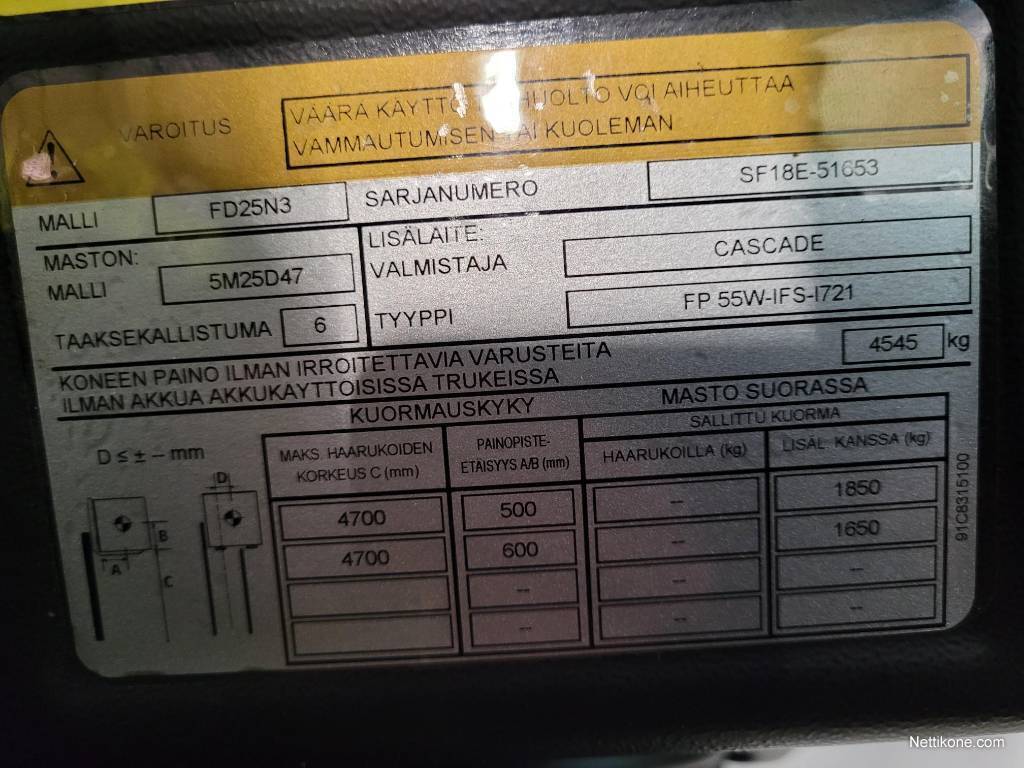 VAROITUS
VÄÄRÄ KÄYTTÖ HUOLTO VOI AIHEUTTAA
VAMMAUTUMISEN TAI KUOLEMAN
MALLI FD25N3 SARJANUMERO SF18E-51653
MASTON:
MALLI 5M25D47
TAAKSEKALLISTUMA 6
LISÄLAITE:
VALMISTAJA CASCADE
TYYPPI FP 55W-IFS-I721
KONEEN PAINO ILMAN IRROITETTAVIA VARUSTEITA
ILMAN AKKUA AKKUKÄYTTÖISISSÄ TRUKEISSA
4545 kg
KUORMAUSKYKY MASTO SUORASSA
SALLITTU KUORMA
D ≤ ± -- mm
MAKS. HAARUKOIDEN
KORKEUS C (mm)
PAINOPISTE-
ETÄISYYS A/B (mm)
HAARUKOILLA (kg) LISÄL. KANSSA (kg)
4700 500 -- 1850
4700 600 -- 1650
-- -- --
-- -- --
D
B
A
C
91C8315100
Nettikone.com